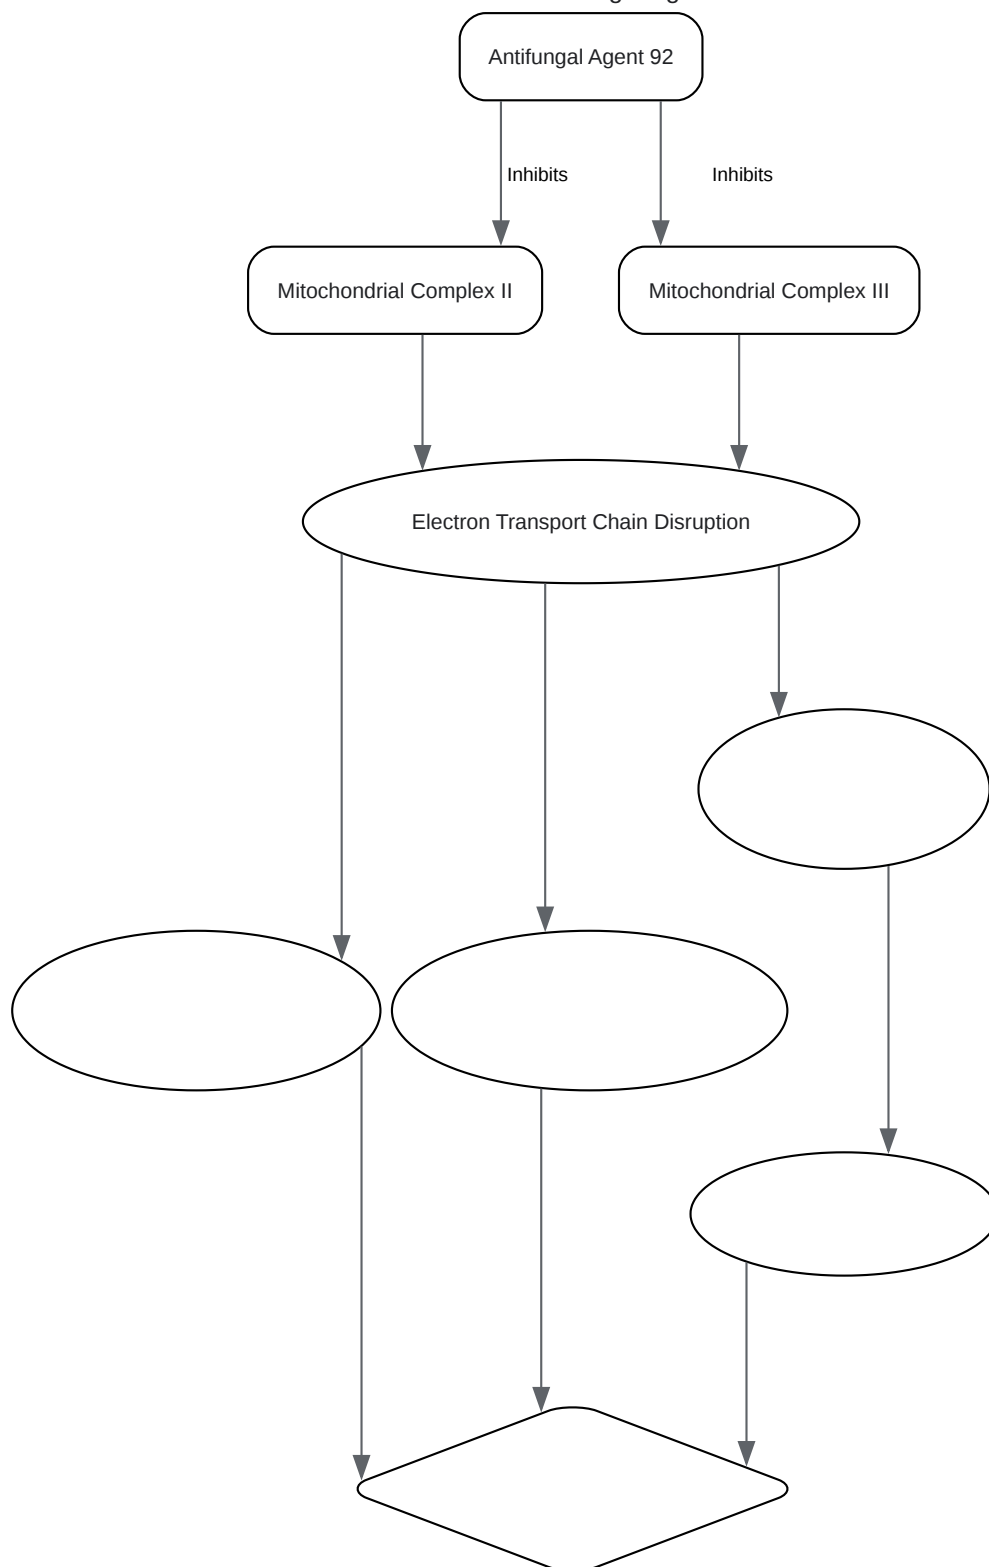 Antifungal Agent 92
Inhibits Inhibits
Mitochondrial Complex II Mitochondrial Complex III
Electron Transport Chain Disruption